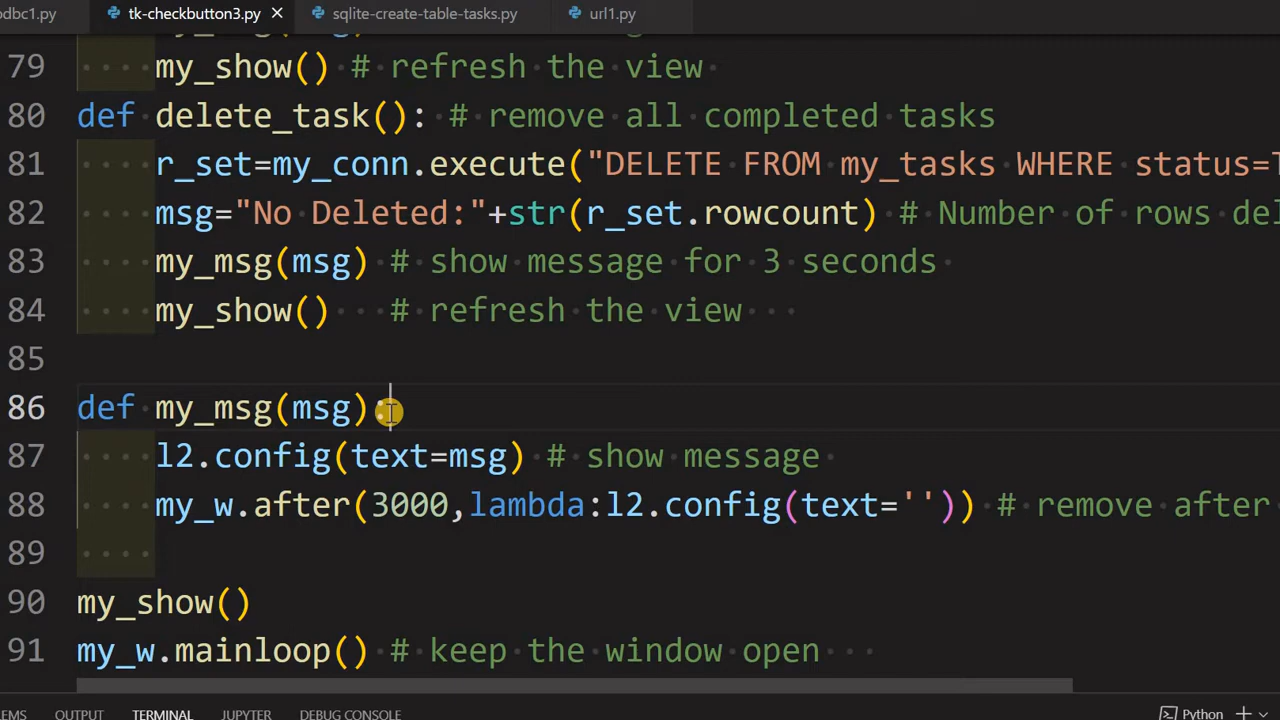 dbc1.py tk-checkbutton3.py × sqlite-create-table-tasks.py url1.py
79 my_show() # refresh the view
80 def delete_task(): # remove all completed tasks
81 r_set=my_conn.execute("DELETE FROM my_tasks WHERE status=T
82 msg="No Deleted:"+str(r_set.rowcount) # Number of rows del
83 my_msg(msg) # show message for 3 seconds
84 my_show() # refresh the view
85
86 def my_msg(msg):
87 l2.config(text=msg) # show message
88 my_w.after(3000,lambda:l2.config(text='')) # remove after
89
90 my_show()
91 my_w.mainloop() # keep the window open
LEMS OUTPUT TERMINAL JUPYTER DEBUG CONSOLE Python